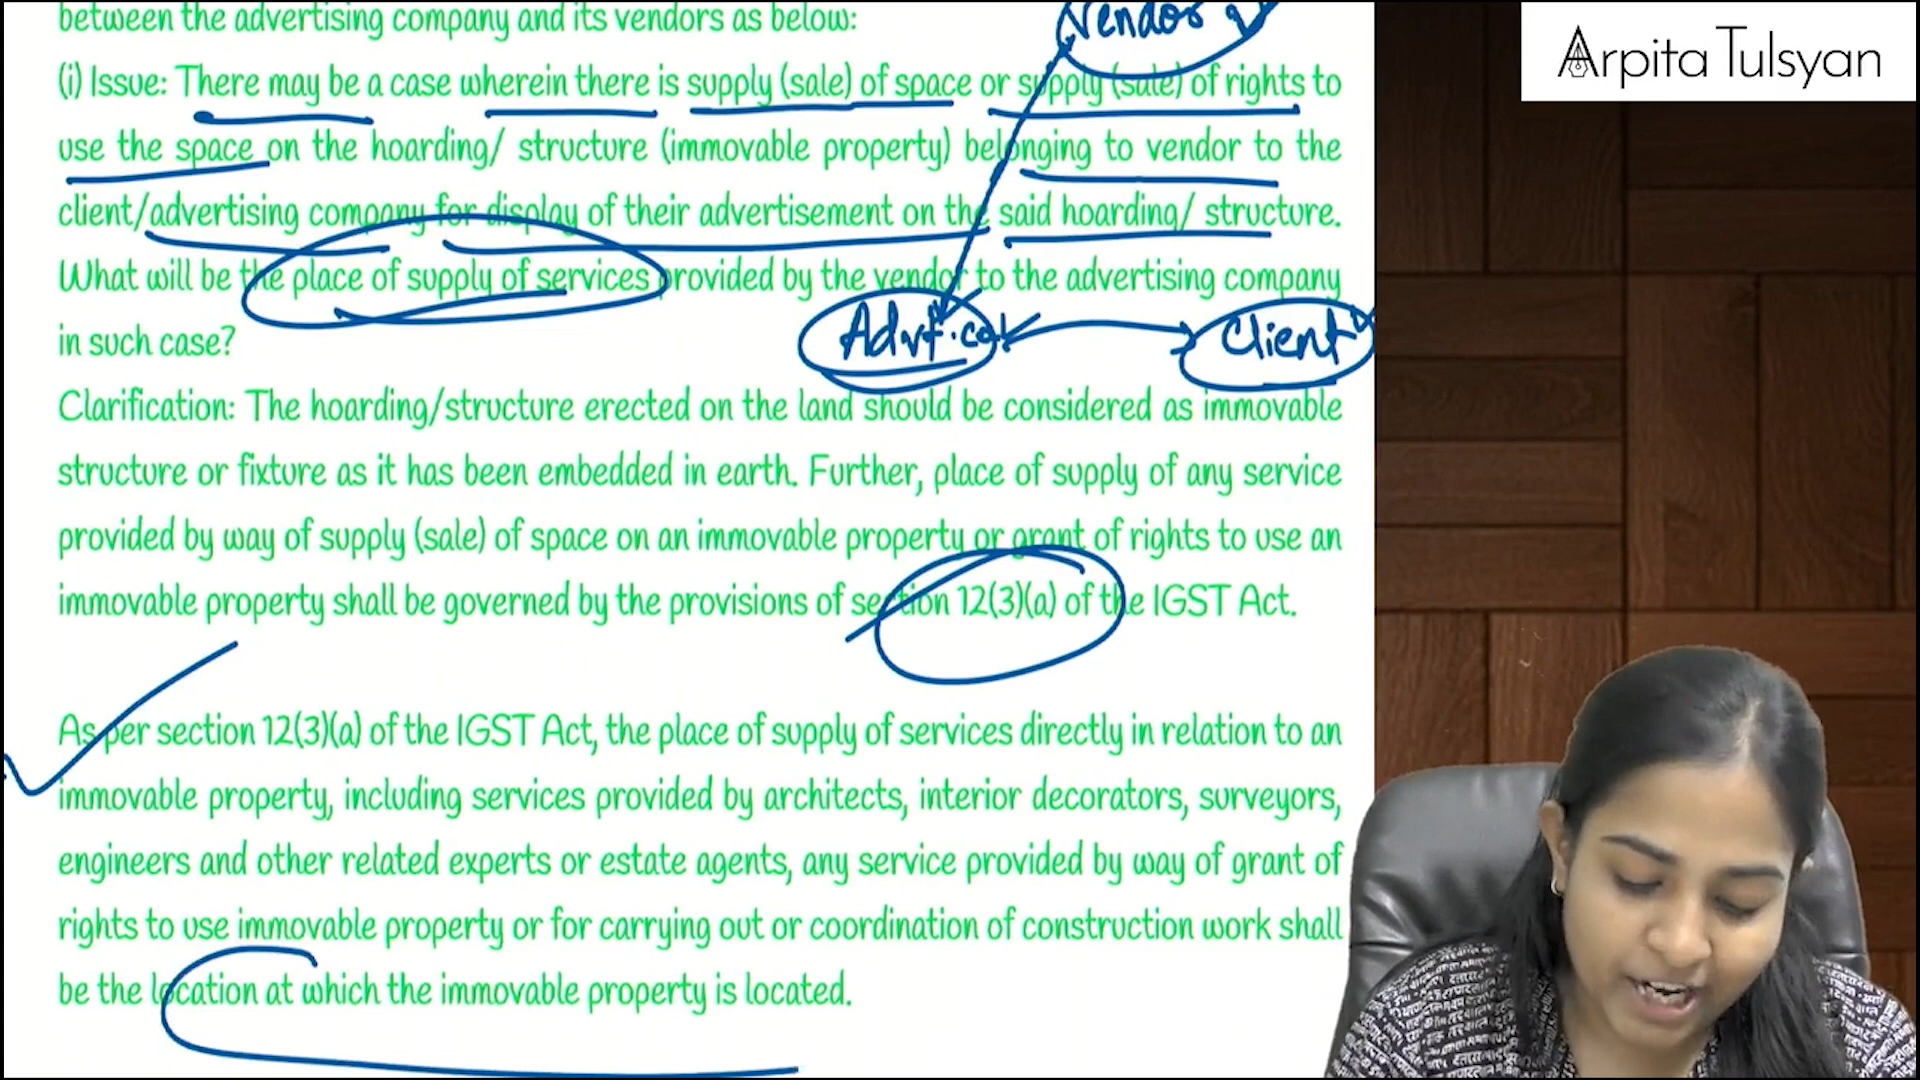 between the advertising company and its vendors as below:
Vendor
Arpita Tulsyan
(i) Issue: There may be a case wherein there is supply (sale) of space or supply (sale) of rights to
use the space on the hoarding/ structure (immovable property) belonging to vendor to the
client/advertising company for display of their advertisement on the said hoarding/ structure.
What will be the place of supply of services provided by the vendor to the advertising company
in such case?
Advt. co
Client
Clarification: The hoarding/structure erected on the land should be considered as immovable
structure or fixture as it has been embedded in earth. Further, place of supply of any service
provided by way of supply (sale) of space on an immovable property or grant of rights to use an
immovable property shall be governed by the provisions of section 12(3)(a) of the IGST Act.
As per section 12(3)(a) of the IGST Act, the place of supply of services directly in relation to an
immovable property, including services provided by architects, interior decorators, surveyors,
engineers and other related experts or estate agents, any service provided by way of grant of
rights to use immovable property or for carrying out or coordination of construction work shall
be the location at which the immovable property is located.